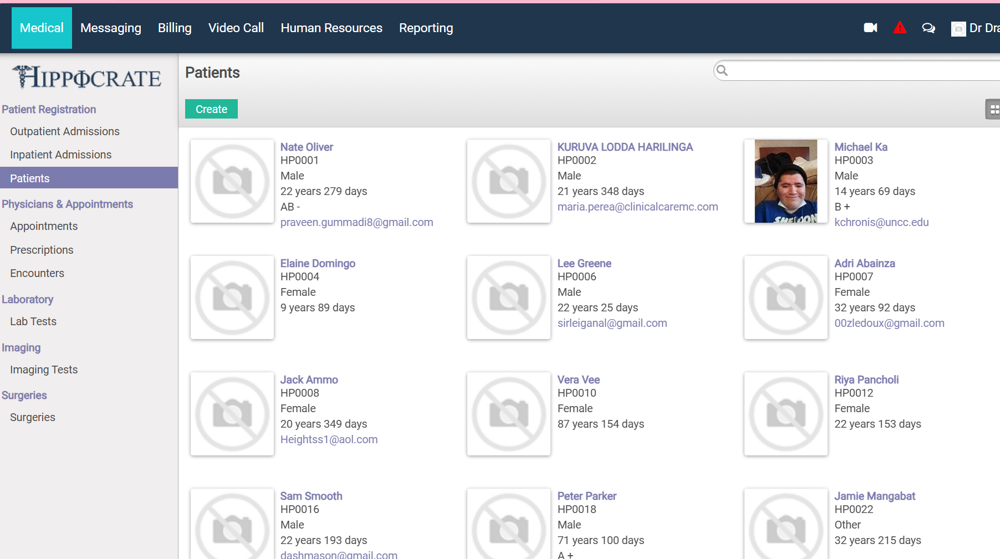 Medical Messaging Billing Video Call Human Resources Reporting Dr Dra
HIPPOCRATE
Patient Registration
Outpatient Admissions
Inpatient Admissions
Patients
Physicians & Appointments
Appointments
Prescriptions
Encounters
Laboratory
Lab Tests
Imaging
Imaging Tests
Surgeries
Surgeries
Patients
Create
Nate Oliver
HP0001
Male
22 years 279 days
AB -
praveen.gummadi8@gmail.com
KURUVA LODDA HARILINGA
HP0002
Male
21 years 348 days
maria.perea@clinicalcaremc.com
Michael Ka
HP0003
Male
14 years 69 days
B +
kchronis@uncc.edu
Elaine Domingo
HP0004
Female
9 years 89 days
Lee Greene
HP0006
Male
22 years 25 days
sirleiganal@gmail.com
Adri Abainza
HP0007
Female
32 years 92 days
00zledoux@gmail.com
Jack Ammo
HP0008
Female
20 years 349 days
Heightss1@aol.com
Vera Vee
HP0010
Female
87 years 154 days
Riya Pancholi
HP0012
Female
22 years 153 days
Sam Smooth
HP0016
Male
22 years 193 days
dashmason@gmail.com
Peter Parker
HP0018
Male
71 years 100 days
A +
Jamie Mangabat
HP0022
Other
32 years 215 days